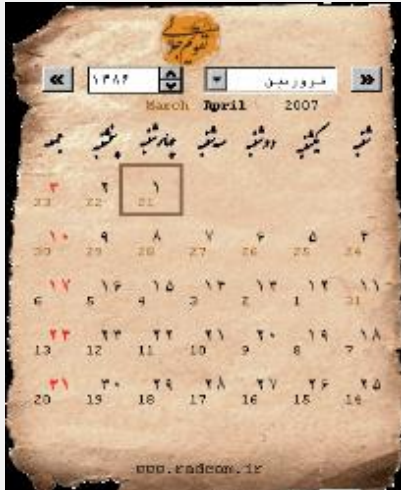 تقویم جلالی
فروردین ۱۳۸۶
March April 2007
شنبه یکشنبه دوشنبه سه شنبه چهارشنبه پنجشنبه جمعه
۱ ۲ ۳
21 22 23
۴ ۵ ۶ ۷ ۸ ۹ ۱۰
24 25 26 27 28 29 30
۱۱ ۱۲ ۱۳ ۱۴ ۱۵ ۱۶ ۱۷
31 1 2 3 4 5 6
۱۸ ۱۹ ۲۰ ۲۱ ۲۲ ۲۳ ۲۴
7 8 9 10 11 12 13
۲۵ ۲۶ ۲۷ ۲۸ ۲۹ ۳۰ ۳۱
14 15 16 17 18 19 20
www.radcom.ir